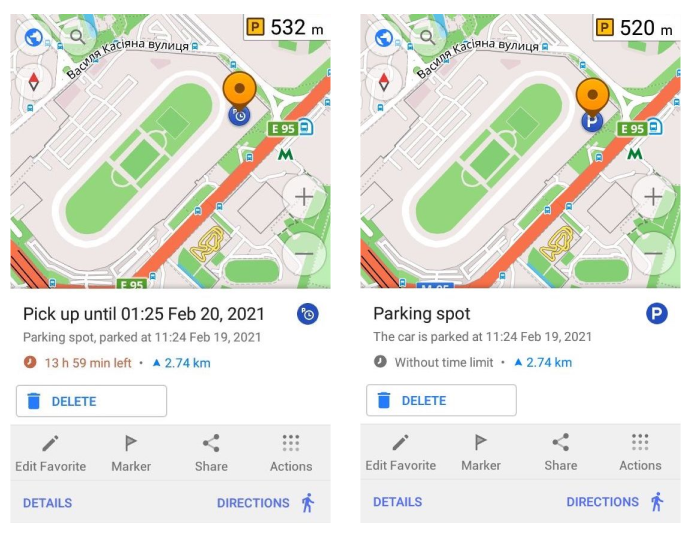 P 532 m
Василя Касіяна вулиця
E 95
M
E 95
Pick up until 01:25 Feb 20, 2021
P
Parking spot, parked at 11:24 Feb 19, 2021
13 h 59 min left • 2.74 km
DELETE
Edit Favorite Marker Share Actions
DETAILS DIRECTIONS
P 520 m
Василя Касіяна вулиця
P
E 95
M
Parking spot
P
The car is parked at 11:24 Feb 19, 2021
Without time limit • 2.74 km
DELETE
Edit Favorite Marker Share Actions
DETAILS DIRECTIONS